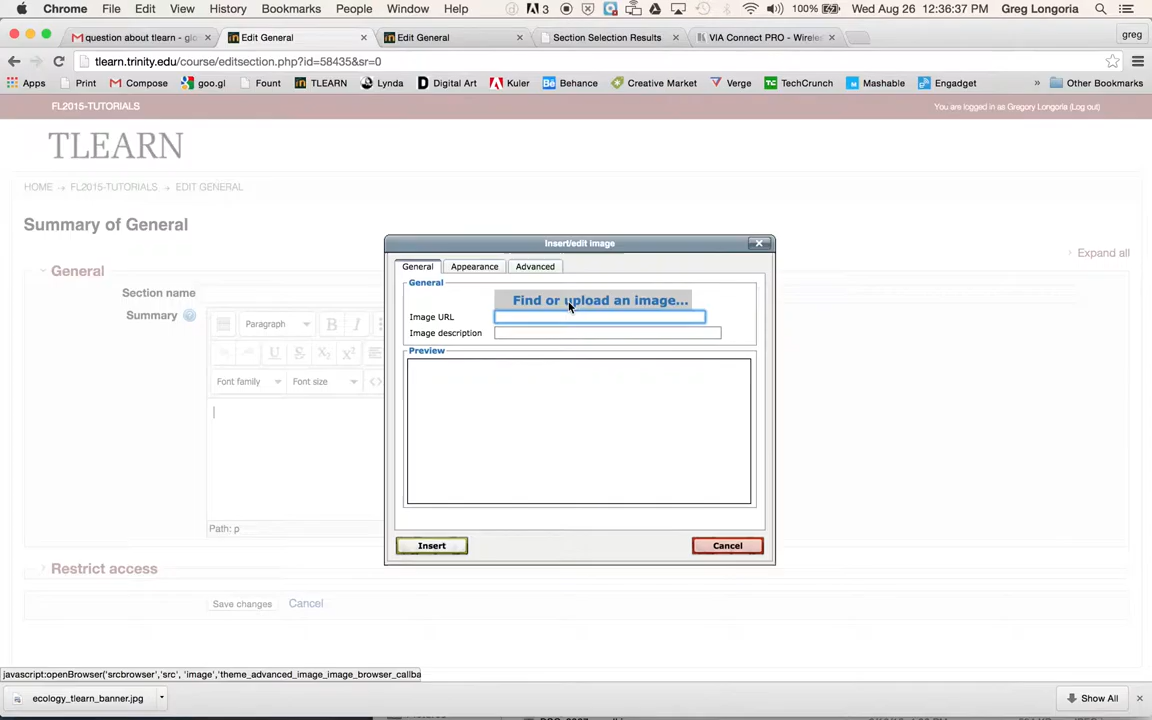 Chrome File Edit View History Bookmarks People Window Help 3 100% Wed Aug 26 12:36:37 PM Greg Longoria
question about tlearn - glo Edit General Edit General Section Selection Results VIA Connect PRO - Wirele greg
tlearn.trinity.edu/course/editsection.php?id=58435&sr=0
Apps Print Compose goo.gl Fount TLEARN Lynda Digital Art Kuler Behance Creative Market Verge TechCrunch Mashable Engadget » Other Bookmarks
FL2015-TUTORIALS You are logged in as Gregory Longoria (Log out)
TLEARN
HOME → FL2015-TUTORIALS → EDIT GENERAL
Summary of General
Expand all
General
Section name
Summary
Paragraph B I
U S X₂ X²
Font family Font size
Path: p
Restrict access
Save changes Cancel
Insert/edit image
General Appearance Advanced
General
Find or upload an image...
Image URL
Image description
Preview
Insert Cancel
javascript:openBrowser('srcbrowser','src', 'image','theme_advanced_image_image_browser_callba
ecology_tlearn_banner.jpg Show All